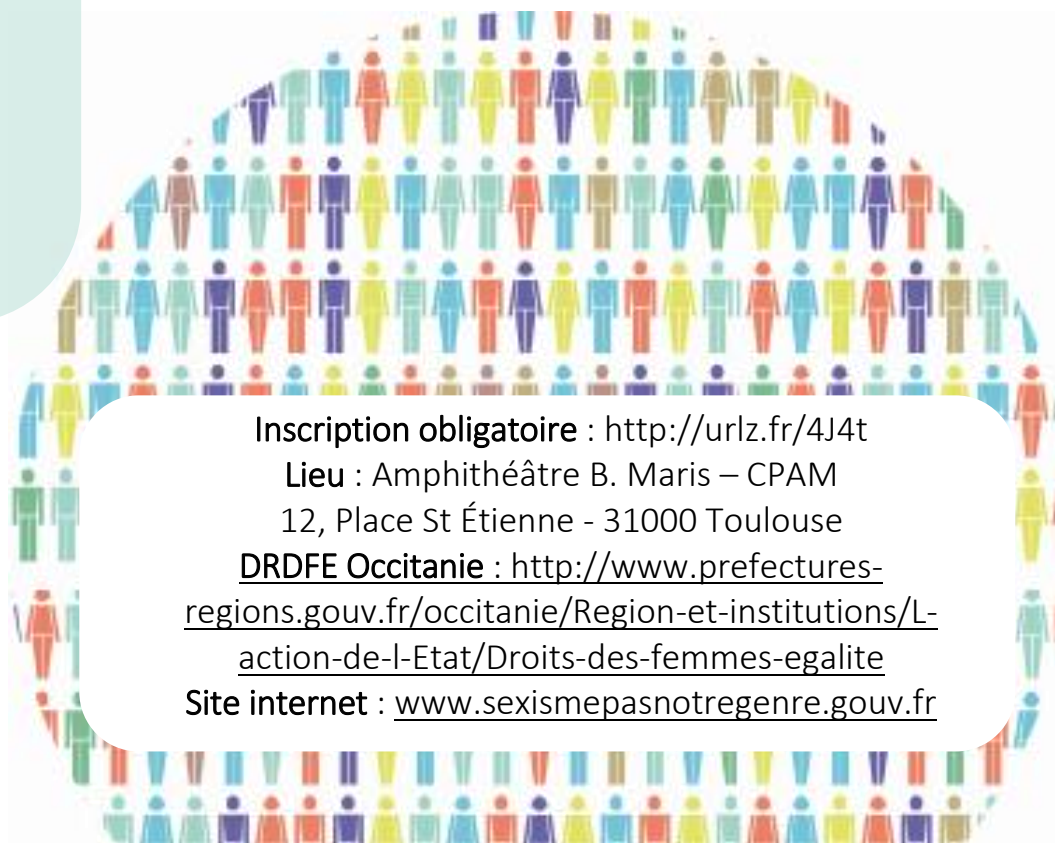 Inscription obligatoire : http://urlz.fr/4J4t
Lieu : Amphithéâtre B. Maris – CPAM
12, Place St Étienne - 31000 Toulouse
DRDFE Occitanie : http://www.prefectures-
regions.gouv.fr/occitanie/Region-et-institutions/L-
action-de-l-Etat/Droits-des-femmes-egalite
Site internet : www.sexismepasnotregenre.gouv.fr